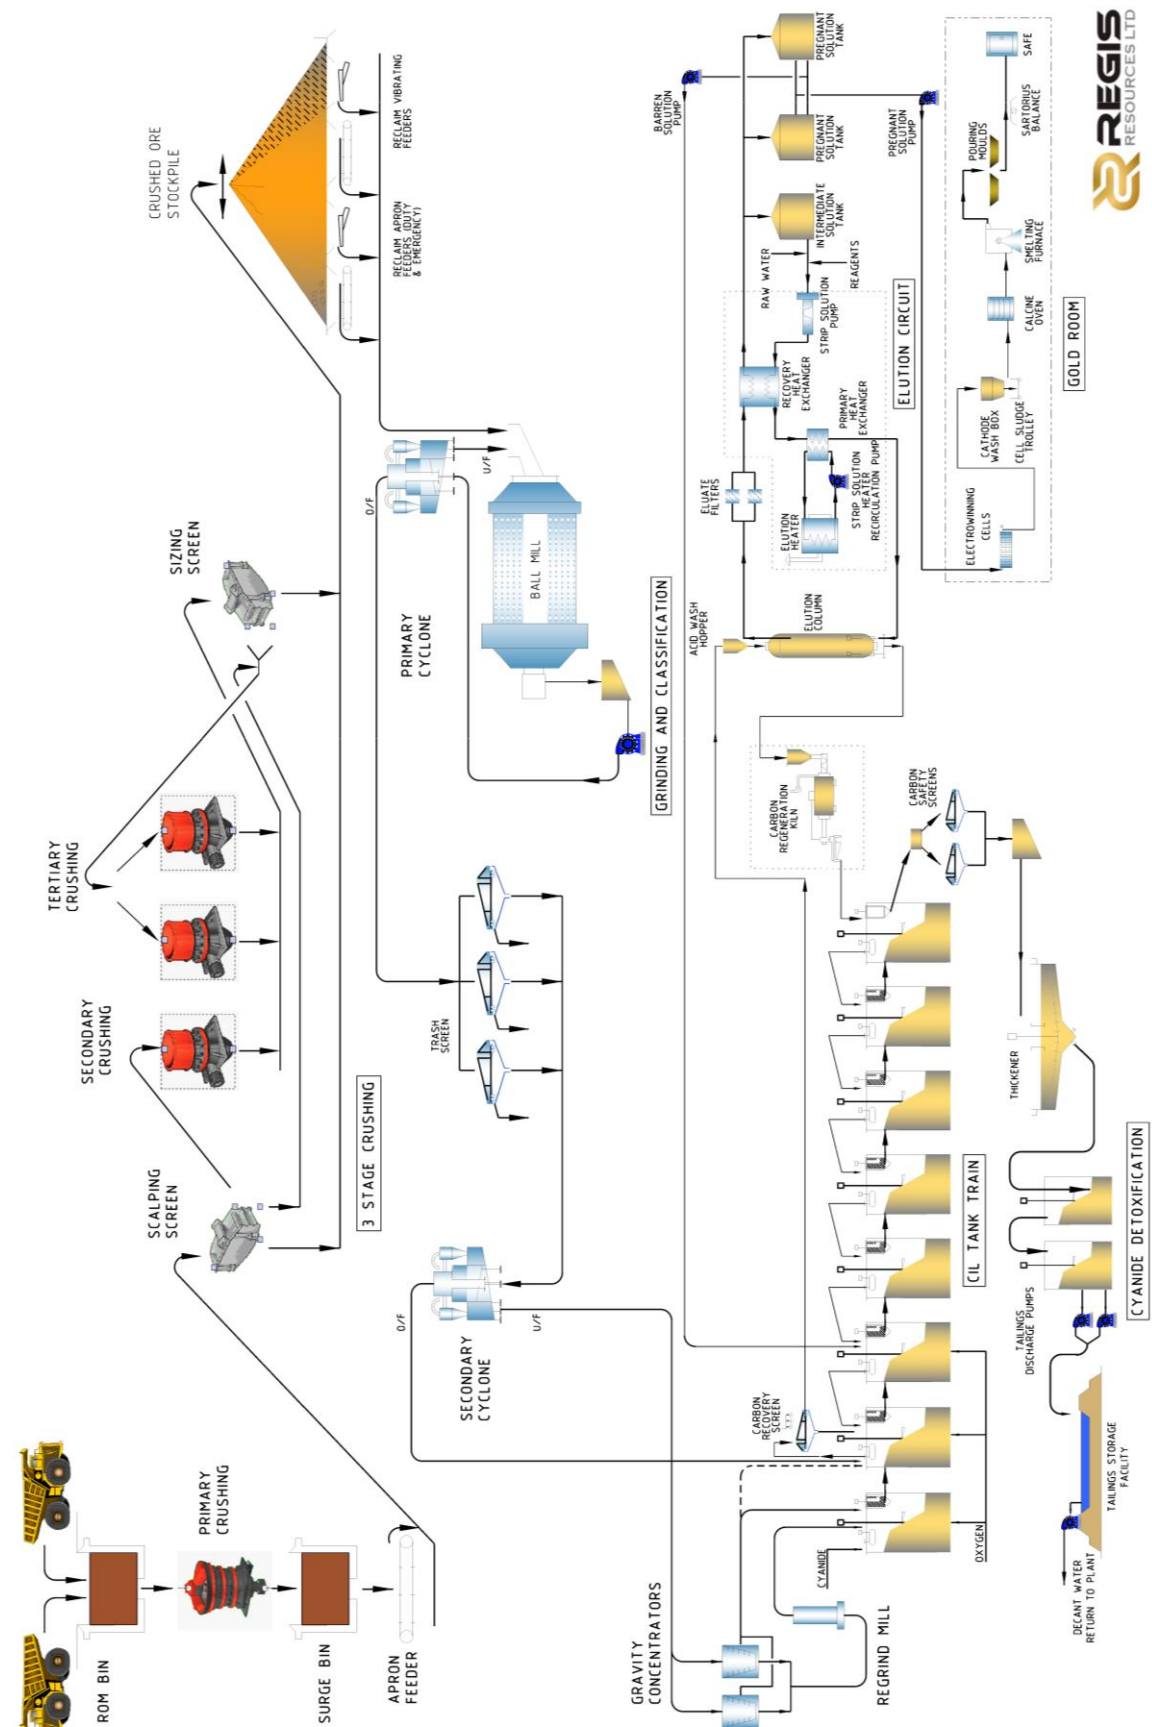 ROM BIN
PRIMARY
CRUSHING
SURGE BIN
APRON
FEEDER
SCALPING
SCREEN
SECONDARY
CRUSHING
TERTIARY
CRUSHING
SIZING
SCREEN
3 STAGE CRUSHING
CRUSHED ORE
STOCKPILE
RECLAIM APRON
FEEDERS (DUTY
& EMERGENCY)
RECLAIM VIBRATING
FEEDERS
O/F
U/F
PRIMARY
CYCLONE
BALL MILL
GRINDING AND CLASSIFICATION
TRASH
SCREEN
O/F
U/F
SECONDARY
CYCLONE
GRAVITY
CONCENTRATORS
REGRIND MILL
CYANIDE
OXYGEN
CARBON
RECOVERY
SCREEN
CIL TANK TRAIN
CARBON
REGENERATION
KILN
CARBON
SAFETY
SCREENS
THICKENER
CYANIDE DETOXIFICATION
TAILINGS
DISCHARGE PUMPS
TAILINGS STORAGE
FACILITY
DECANT WATER
RETURN TO PLANT
ACID WASH
HOPPER
ELUTION
COLUMN
ELUATE
FILTERS
ELUTION
HEATER
STRIP SOLUTION
HEATER
RECIRCULATION PUMP
PRIMARY
HEAT
EXCHANGER
RECOVERY
HEAT
EXCHANGER
STRIP SOLUTION
PUMP
RAW WATER
REAGENTS
INTERMEDIATE
SOLUTION
TANK
PREGNANT
SOLUTION
TANK
PREGNANT
SOLUTION
TANK
BARREN
SOLUTION
PUMP
PREGNANT
SOLUTION
PUMP
ELUTION CIRCUIT
ELECTROWINNING
CELLS
CATHODE
WASH BOX
CELL SLUDGE
TROLLEY
CALCINE
OVEN
SMELTING
FURNACE
POURING
MOULDS
SARTORIUS
BALANCE
SAFE
GOLD ROOM
REGIS
RESOURCES LTD